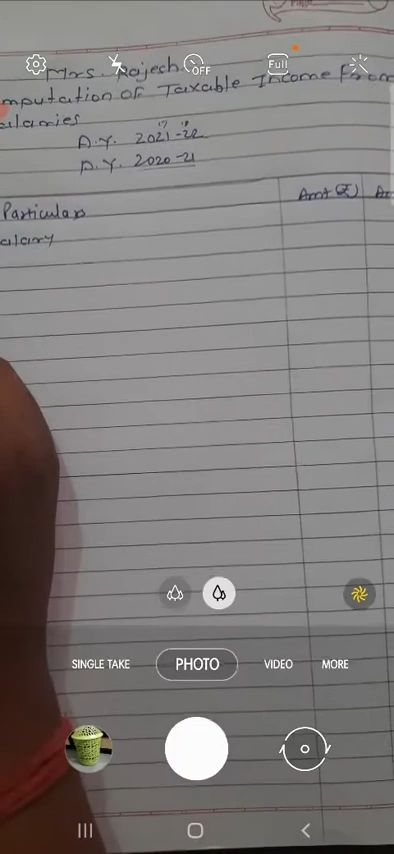 Full
OFF
Mrs. Rajesh
mputation of Taxable Income From
alaries
A.Y. 2021-22
A.Y. 2020-21
Particulars
Amt (₹)
alary
SINGLE TAKE
PHOTO
VIDEO
MORE